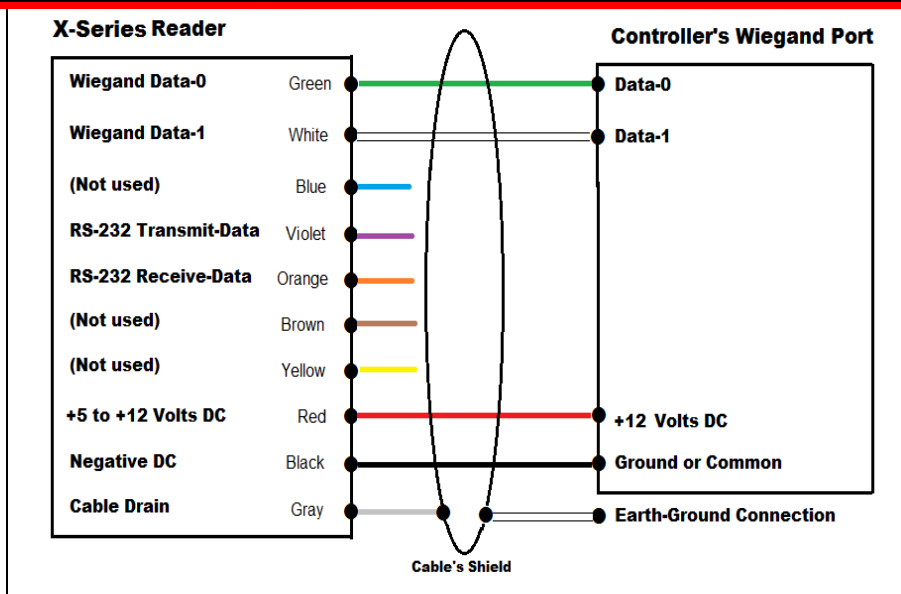 X-Series Reader
Controller's Wiegand Port
Wiegand Data-0 Green Data-0
Wiegand Data-1 White Data-1
(Not used) Blue
RS-232 Transmit-Data Violet
RS-232 Receive-Data Orange
(Not used) Brown
(Not used) Yellow
+5 to +12 Volts DC Red +12 Volts DC
Negative DC Black Ground or Common
Cable Drain Gray Earth-Ground Connection
Cable's Shield